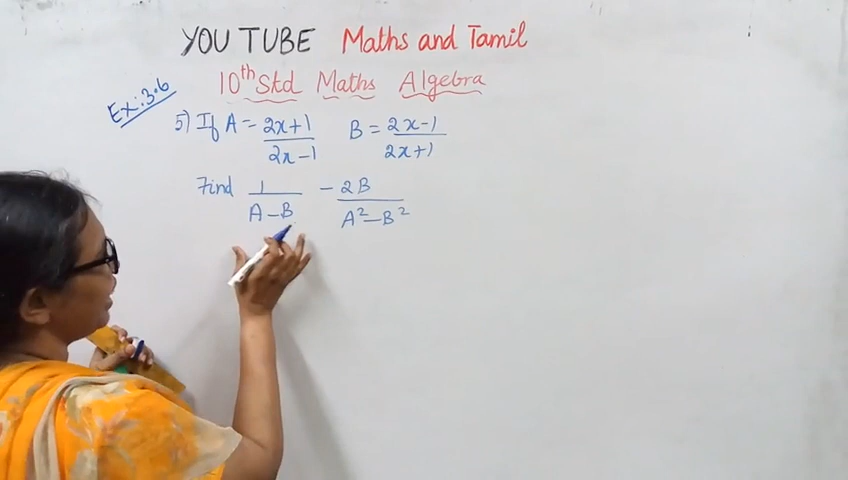 YOU TUBE Maths and Tamil
10th Std Maths Algebra
Ex:3.6
5) If A = 2x+1/2x-1 B = 2x-1/2x+1
Find 1/A-B - 2B/A²-B²